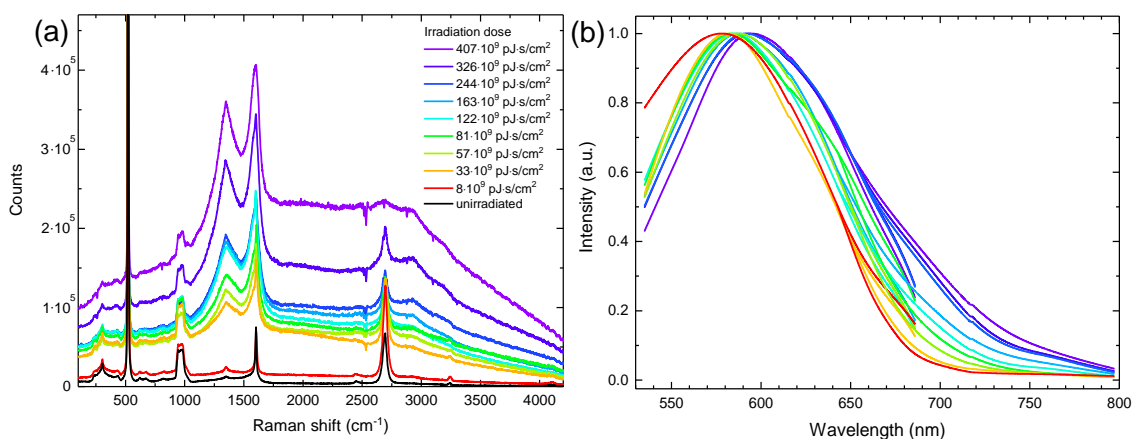 (a)
Irradiation dose
407·10⁹ pJ·s/cm²
326·10⁹ pJ·s/cm²
244·10⁹ pJ·s/cm²
163·10⁹ pJ·s/cm²
122·10⁹ pJ·s/cm²
81·10⁹ pJ·s/cm²
57·10⁹ pJ·s/cm²
33·10⁹ pJ·s/cm²
8·10⁹ pJ·s/cm²
unirradiated
4·10⁵
3·10⁵
2·10⁵
1·10⁵
0
Counts
500 1000 1500 2000 2500 3000 3500 4000
Raman shift (cm⁻¹)
(b)
1.0
0.8
0.6
0.4
0.2
0.0
Intensity (a.u.)
550 600 650 700 750 800
Wavelength (nm)